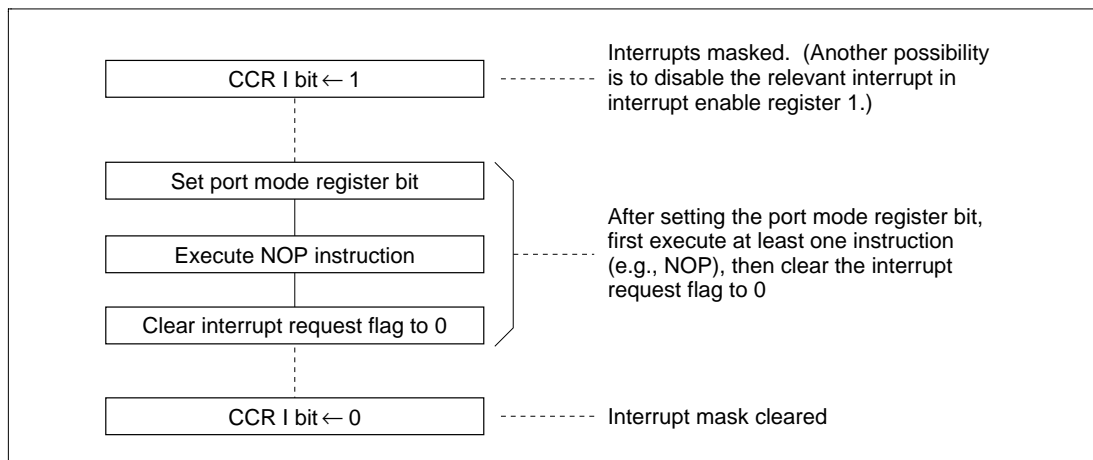 CCR I bit ← 1
Interrupts masked. (Another possibility
is to disable the relevant interrupt in
interrupt enable register 1.)
Set port mode register bit
Execute NOP instruction
Clear interrupt request flag to 0
After setting the port mode register bit,
first execute at least one instruction
(e.g., NOP), then clear the interrupt
request flag to 0
CCR I bit ← 0
Interrupt mask cleared